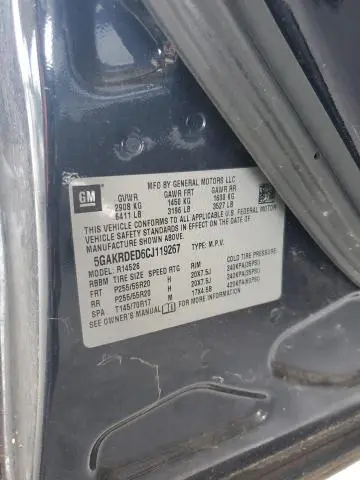 GM
MFD BY GENERAL MOTORS LLC
GVWR GAWR FRT GAWR RR
2908 KG 1450 KG 1600 KG
6411 LB 3196 LB 3527 LB
THIS VEHICLE CONFORMS TO ALL APPLICABLE U.S. FEDERAL MOTOR
VEHICLE SAFETY STANDARDS IN EFFECT ON THE DATE OF
MANUFACTURE SHOWN ABOVE.
5GAKRDED6CJ119267 TYPE: M.P.V.
MODEL: R14526
RBBM TIRE SIZE SPEED RTG RIM COLD TIRE PRESSURE
FRT P255/55R20 H 20X7.5J 240KPA(35PSI)
RR P255/55R20 H 20X7.5J 240KPA(35PSI)
SPA T145/70R17 M 17X4.5B 420KPA(60PSI)
SEE OWNER'S MANUAL FOR MORE INFORMATION.